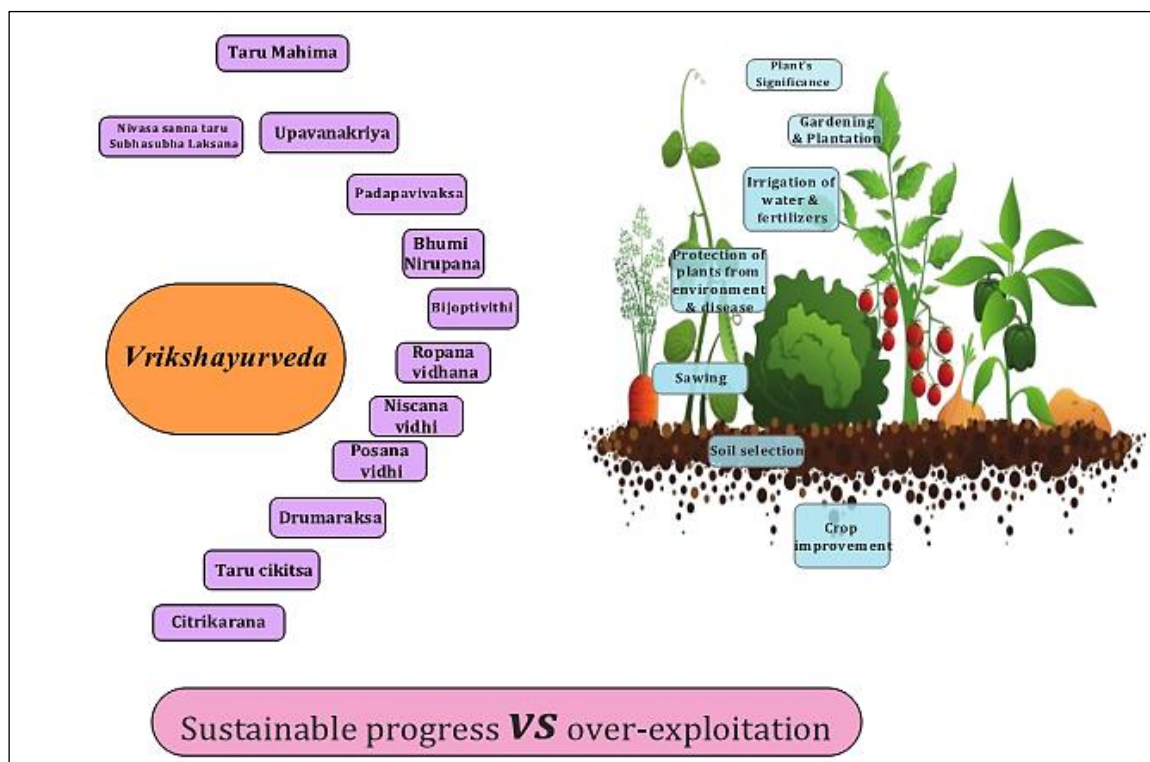 Taru Mahima
Nivasa sanna taru
Subhasubha Laksana
Upavanakriya
Padapavivaksa
Bhumi
Nirupana
Bijoptivithi
Vrikshayurveda
Ropana
vidhana
Niscana
vidhi
Posana
vidhi
Drumaraksa
Taru cikitsa
Citrikarana
Plant's
Significance
Gardening
& Plantation
Irrigation of
water &
fertilizers
Protection of
plants from
environment
& disease
Sawing
Soil selection
Crop
improvement
Sustainable progress vs over-exploitation